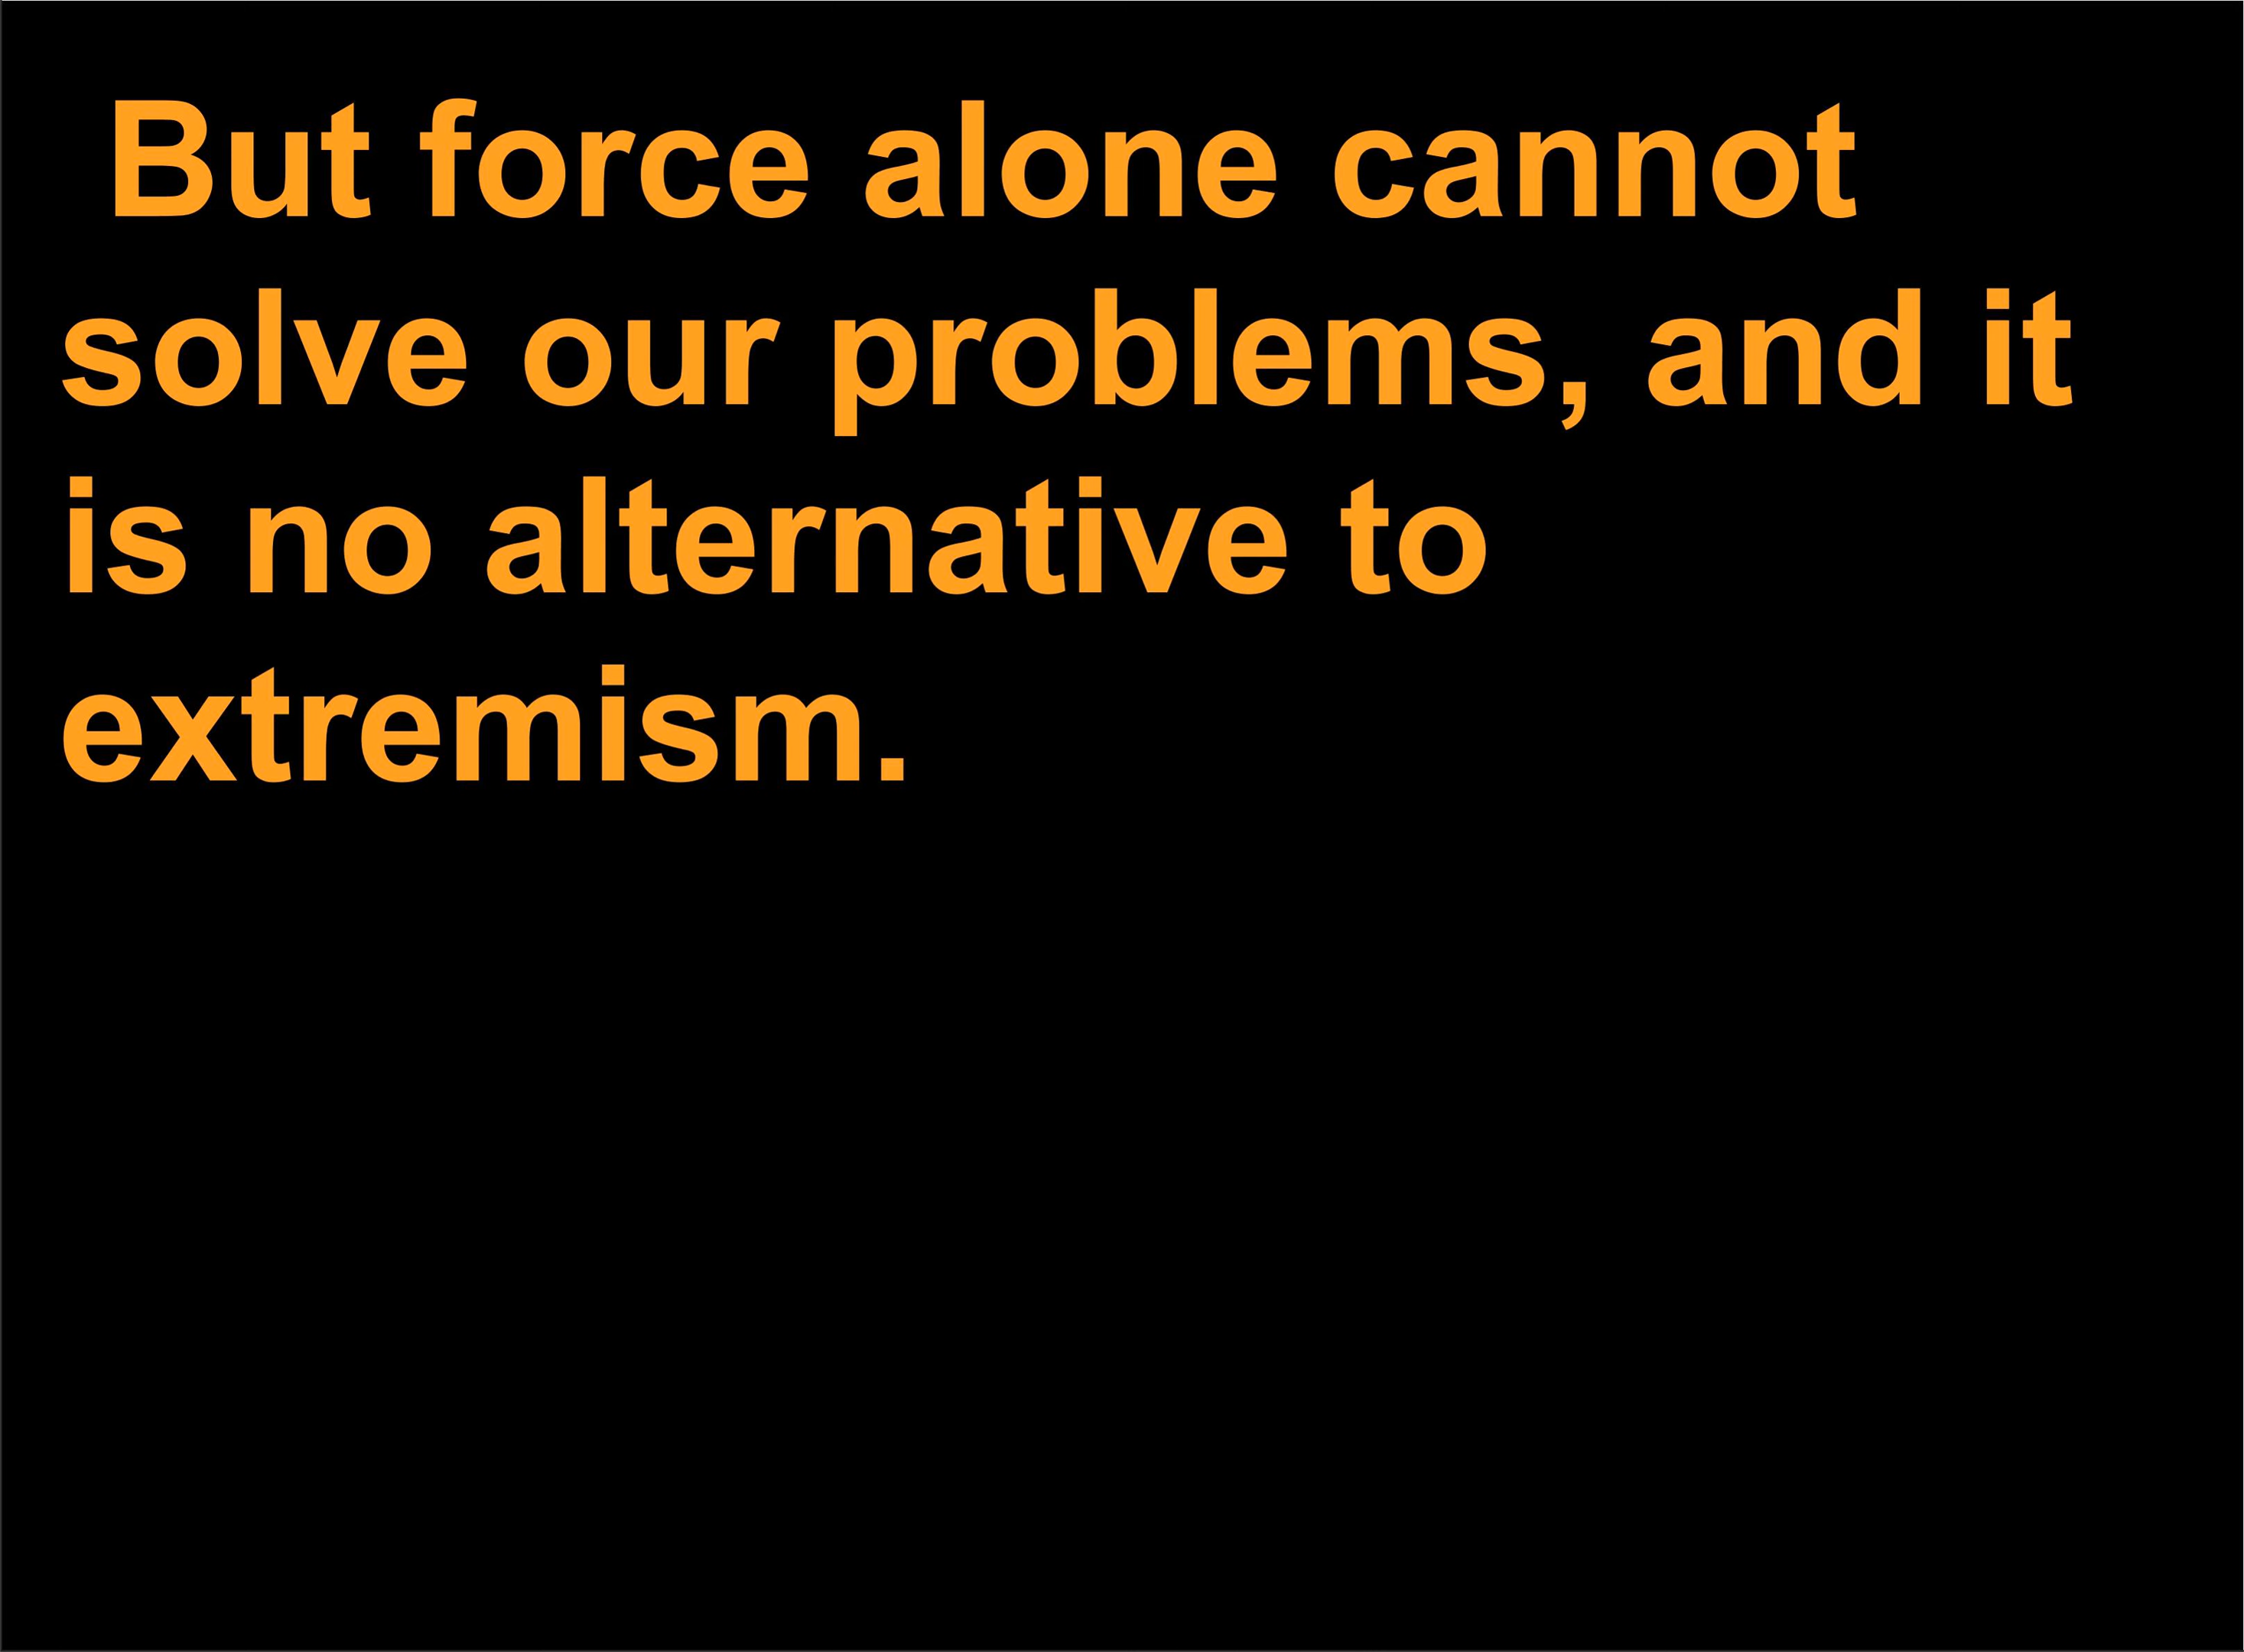 But force alone cannot
solve our problems, and it
is no alternative to
extremism.